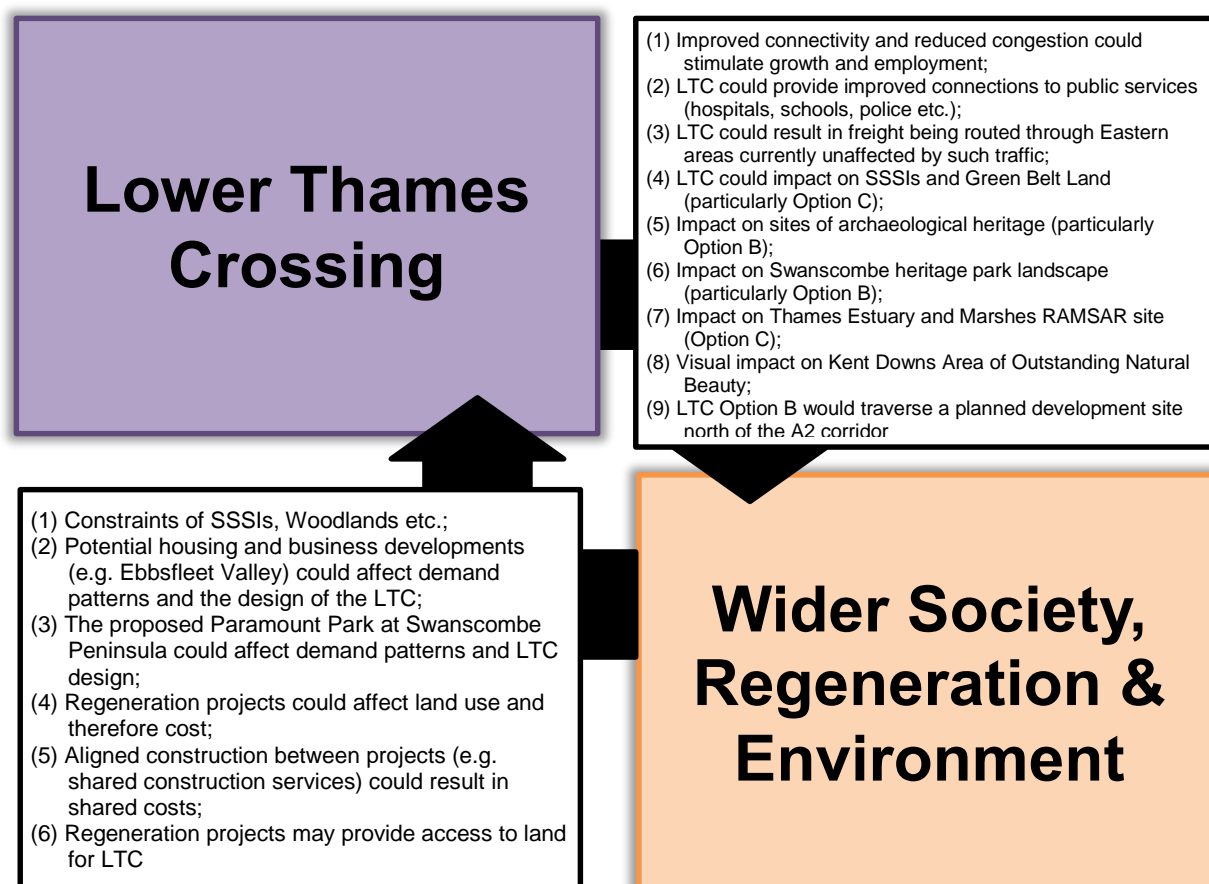 Lower Thames
Crossing
(1) Improved connectivity and reduced congestion could
stimulate growth and employment;
(2) LTC could provide improved connections to public services
(hospitals, schools, police etc.);
(3) LTC could result in freight being routed through Eastern
areas currently unaffected by such traffic;
(4) LTC could impact on SSSIs and Green Belt Land
(particularly Option C);
(5) Impact on sites of archaeological heritage (particularly
Option B);
(6) Impact on Swanscombe heritage park landscape
(particularly Option B);
(7) Impact on Thames Estuary and Marshes RAMSAR site
(Option C);
(8) Visual impact on Kent Downs Area of Outstanding Natural
Beauty;
(9) LTC Option B would traverse a planned development site
north of the A2 corridor
(1) Constraints of SSSIs, Woodlands etc.;
(2) Potential housing and business developments
(e.g. Ebbsfleet Valley) could affect demand
patterns and the design of the LTC;
(3) The proposed Paramount Park at Swanscombe
Peninsula could affect demand patterns and LTC
design;
(4) Regeneration projects could affect land use and
therefore cost;
(5) Aligned construction between projects (e.g.
shared construction services) could result in
shared costs;
(6) Regeneration projects may provide access to land
for LTC
Wider Society,
Regeneration &
Environment